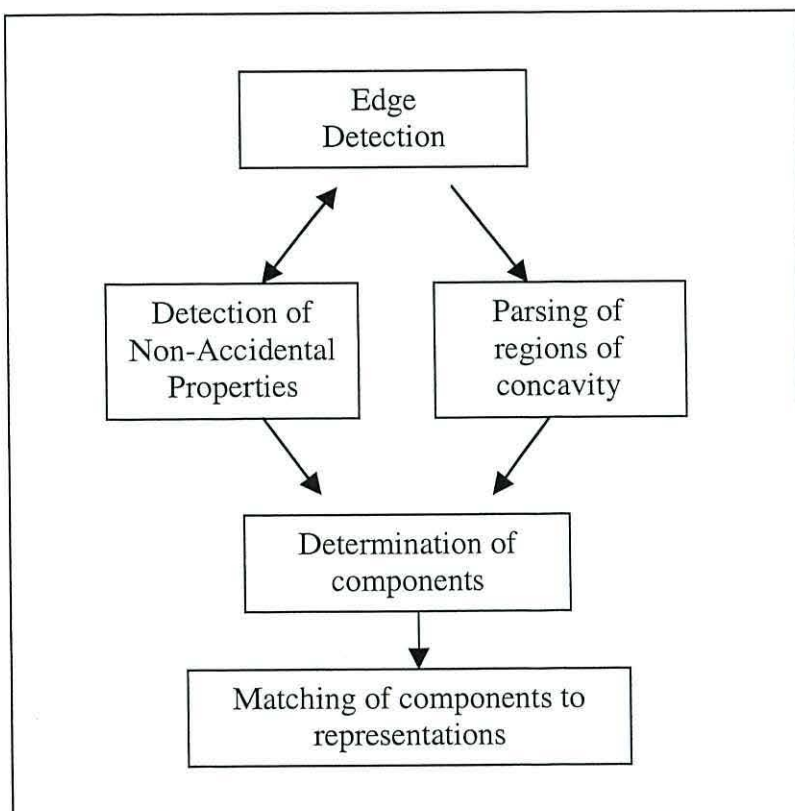 Edge
Detection
Detection of
Non-Accidental
Properties
Parsing of
regions of
concavity
Determination of
components
Matching of components to
representations